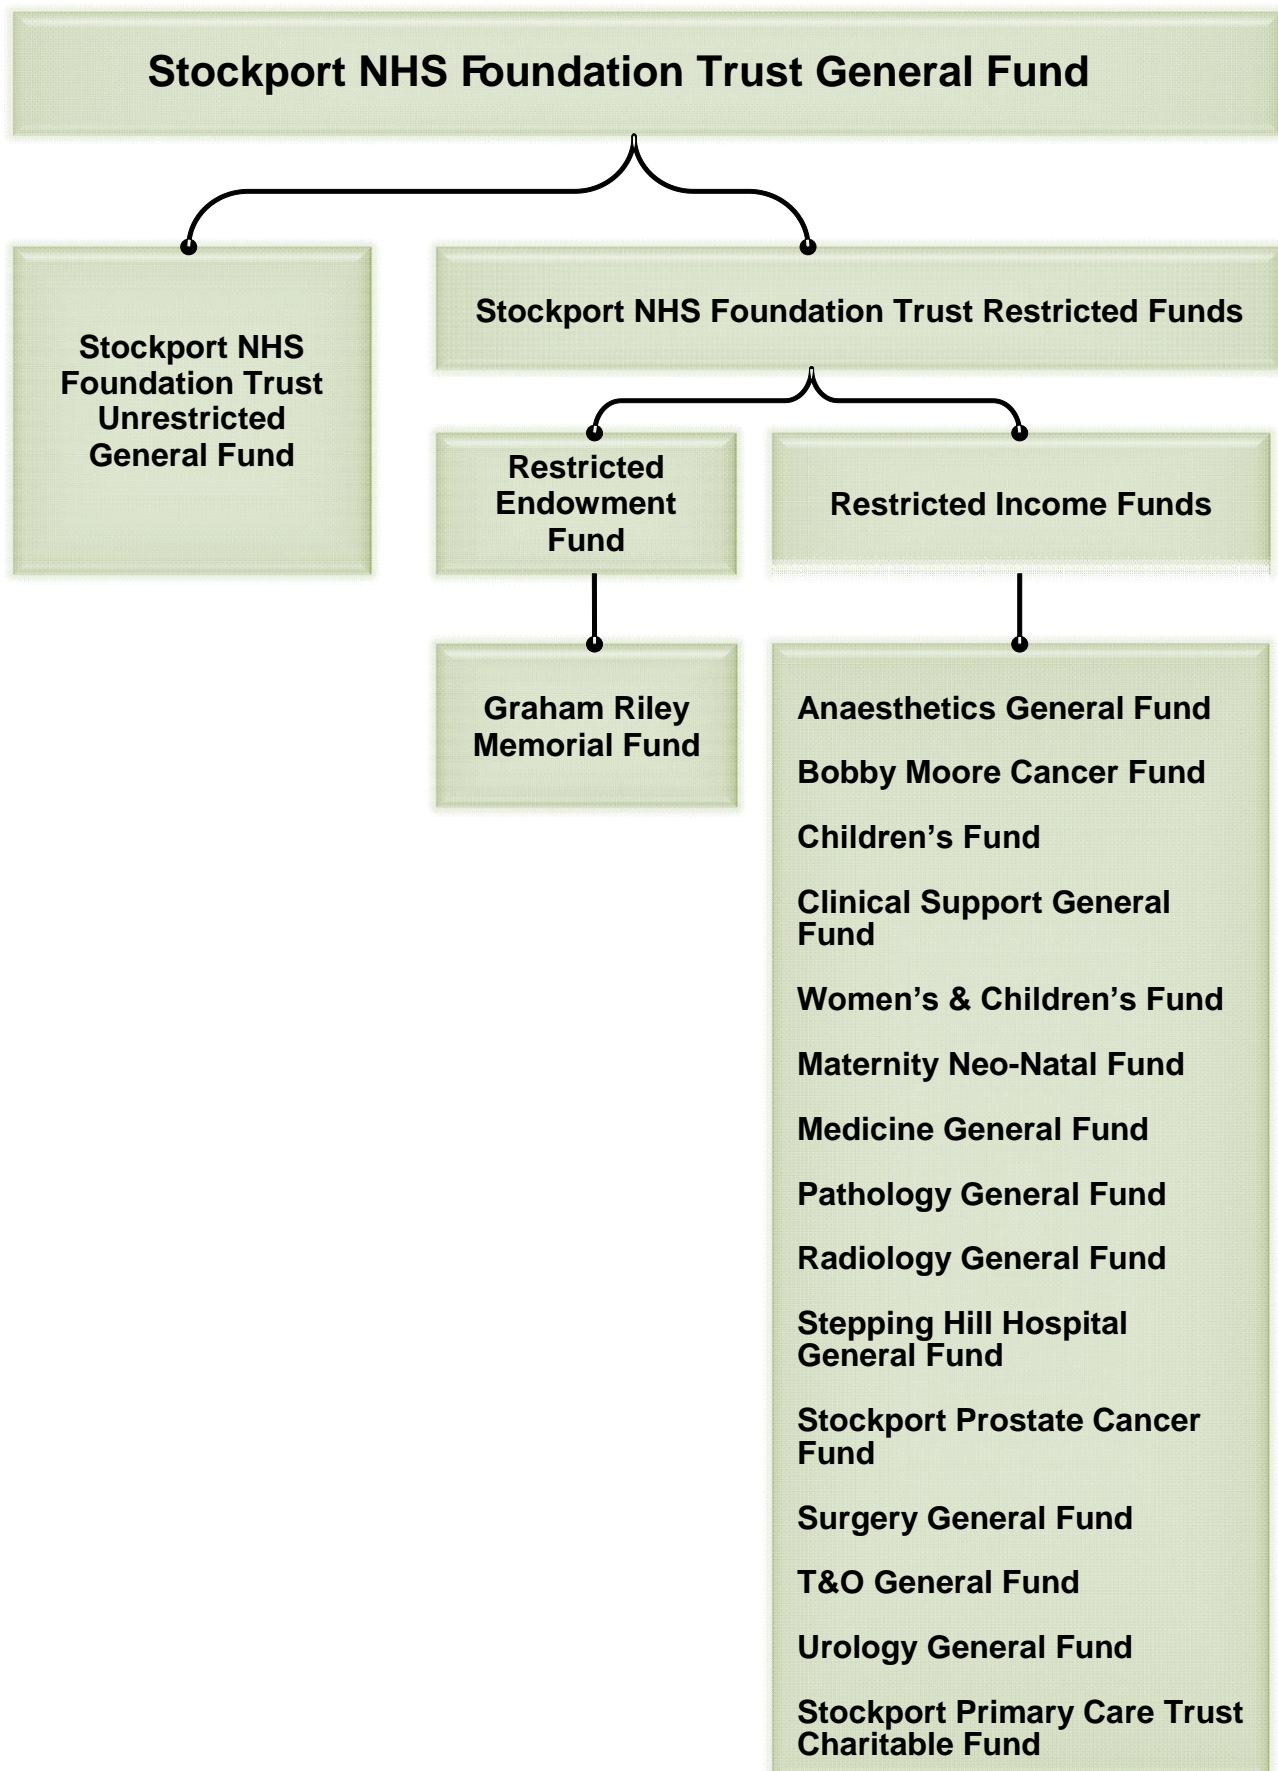 Stockport NHS Foundation Trust General Fund
Stockport NHS
Foundation Trust
Unrestricted
General Fund
Stockport NHS Foundation Trust Restricted Funds
Restricted
Endowment
Fund
Restricted Income Funds
Graham Riley
Memorial Fund
Anaesthetics General Fund
Bobby Moore Cancer Fund
Children’s Fund
Clinical Support General
Fund
Women’s & Children’s Fund
Maternity Neo-Natal Fund
Medicine General Fund
Pathology General Fund
Radiology General Fund
Stepping Hill Hospital
General Fund
Stockport Prostate Cancer
Fund
Surgery General Fund
T&O General Fund
Urology General Fund
Stockport Primary Care Trust
Charitable Fund